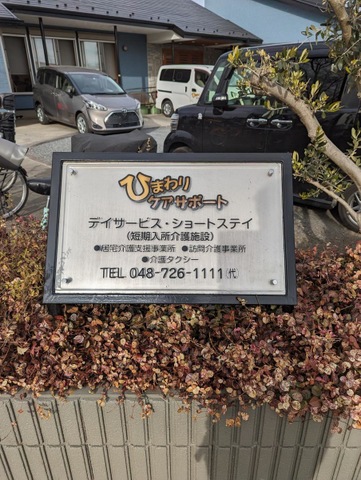 ひまわり
ケアサポート
デイサービス・ショートステイ
(短期入所介護施設)
●居宅介護支援事業所 ●訪問介護事業所
●介護タクシー
TEL 048-726-1111(代)